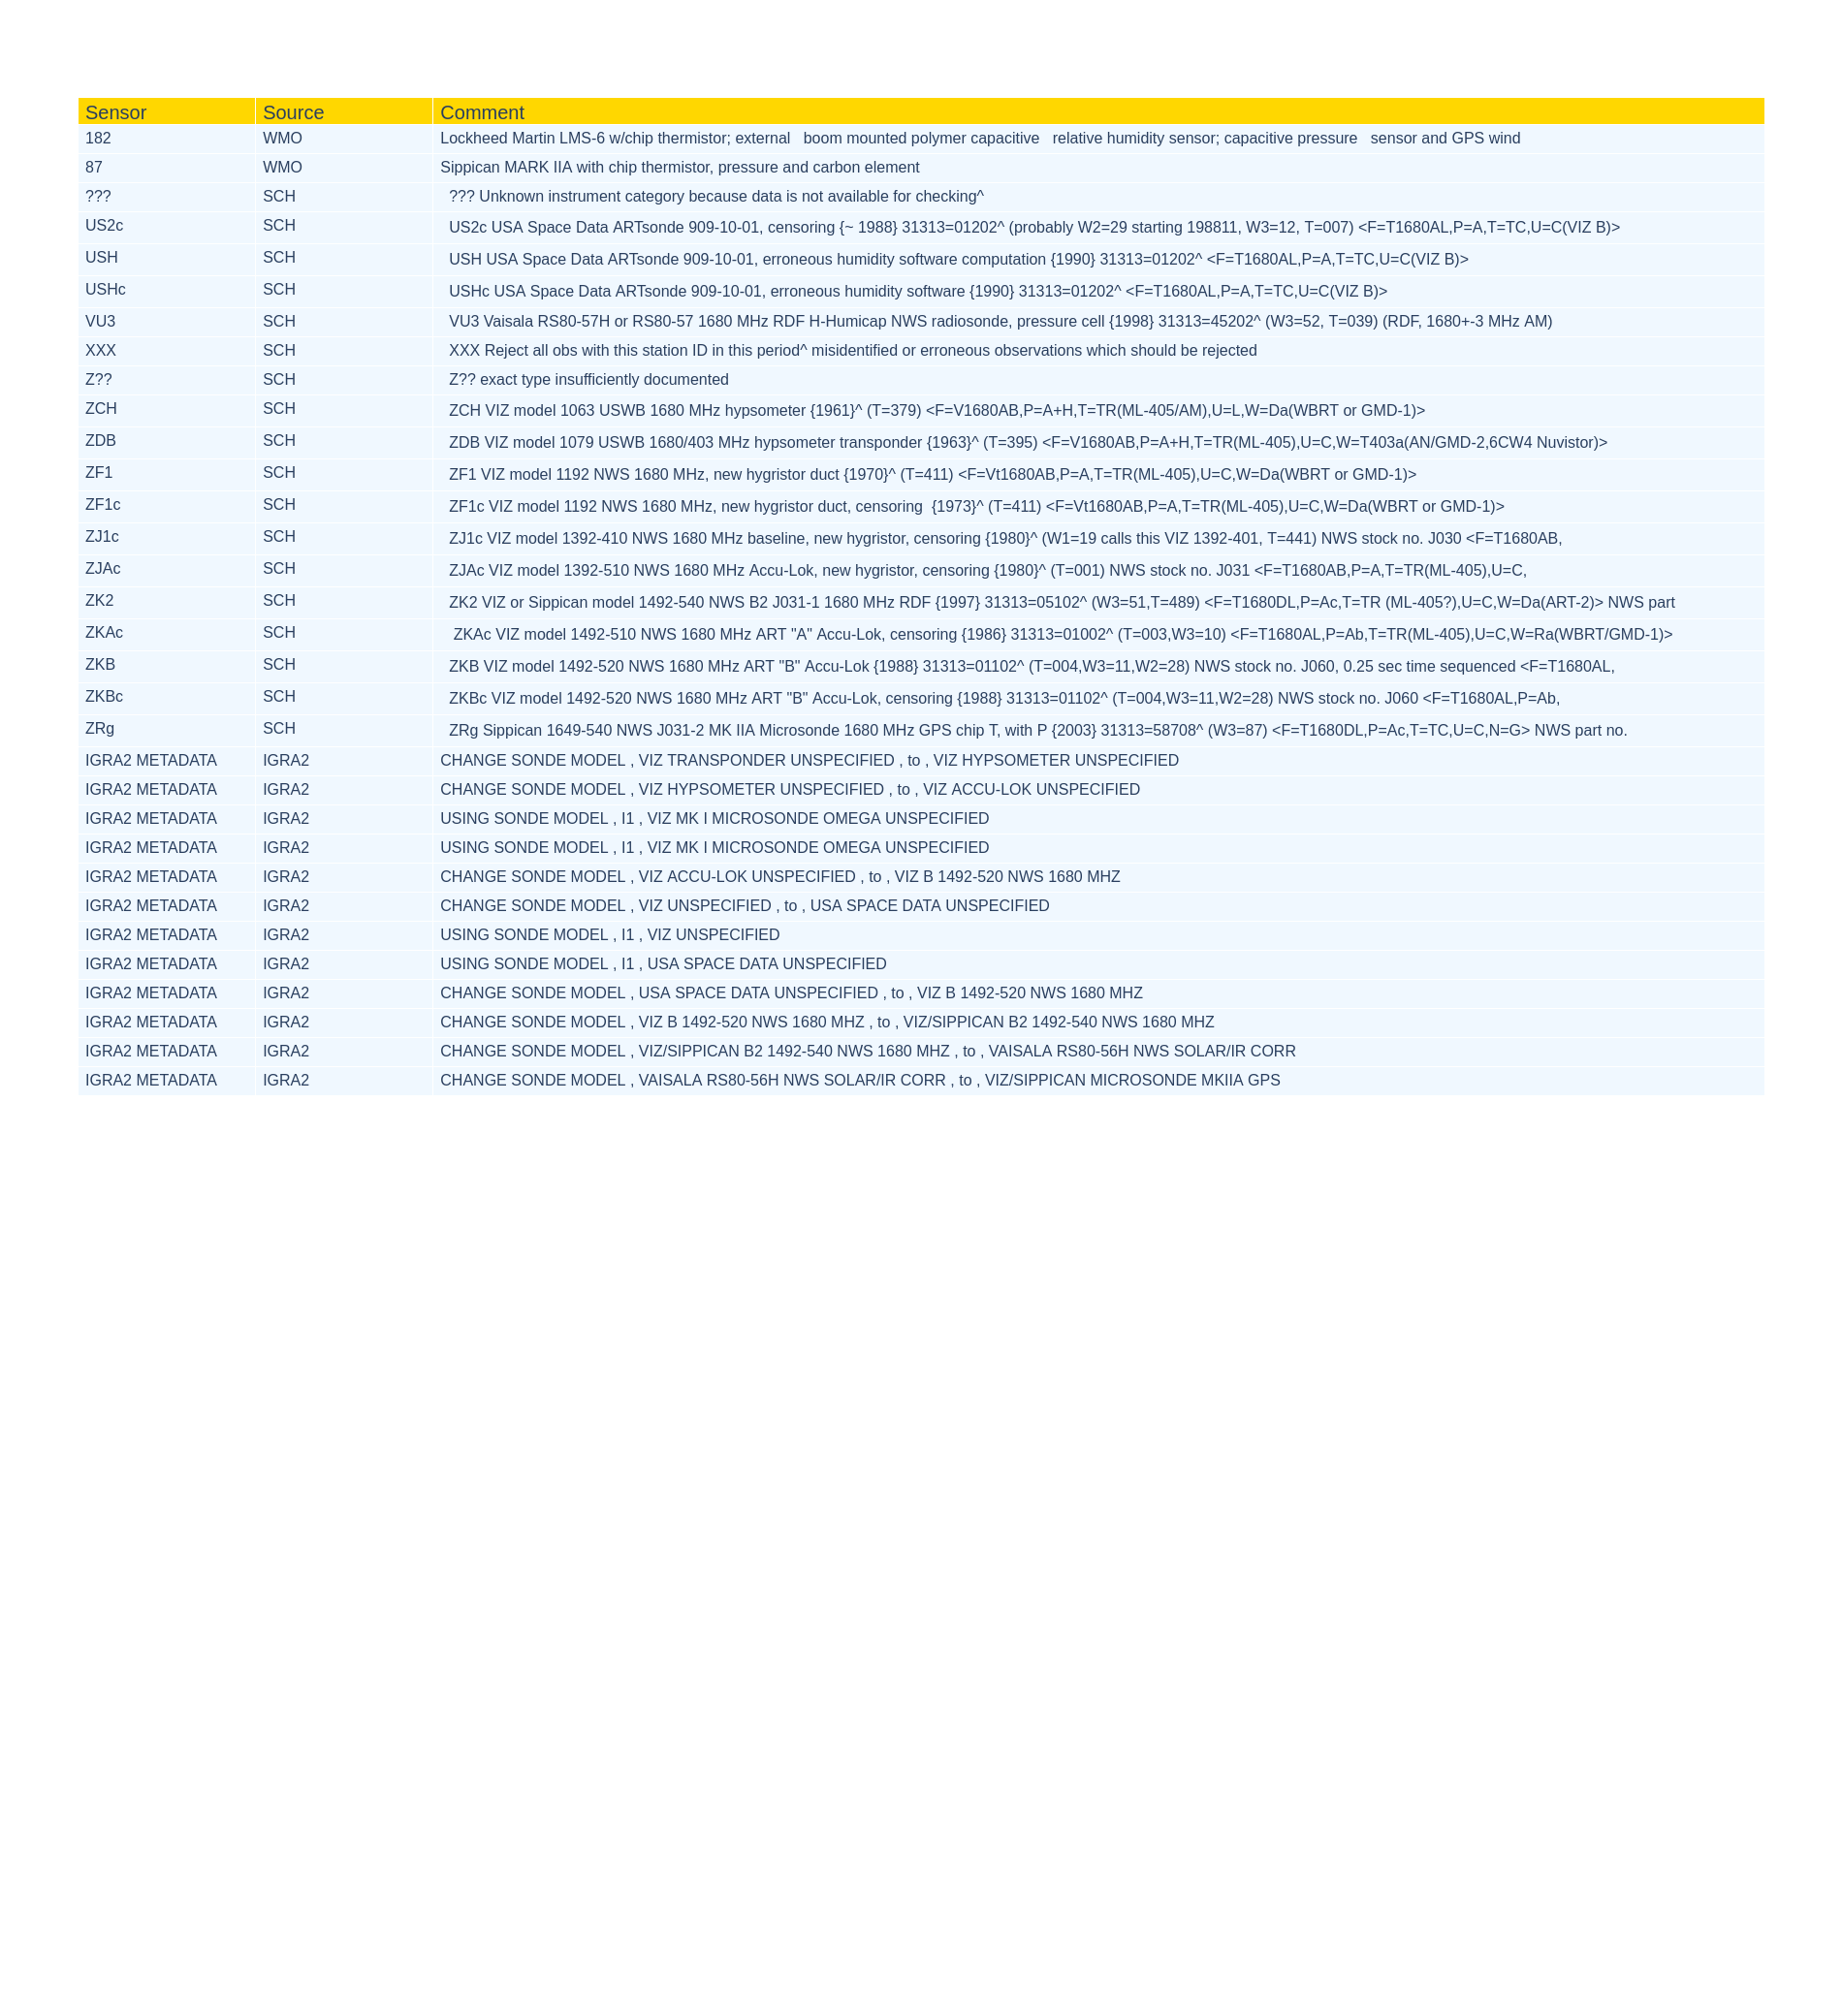 Sensor Source Comment
182 WMO Lockheed Martin LMS-6 w/chip thermistor; external   boom mounted polymer capacitive   relative humidity sensor; capacitive pressure   sensor and GPS wind
87 WMO Sippican MARK IIA with chip thermistor, pressure and carbon element
??? SCH ??? Unknown instrument category because data is not available for checking^
US2c SCH US2c USA Space Data ARTsonde 909-10-01, censoring {~ 1988} 31313=01202^ (probably W2=29 starting 198811, W3=12, T=007) <F=T1680AL,P=A,T=TC,U=C(VIZ B)>
USH SCH USH USA Space Data ARTsonde 909-10-01, erroneous humidity software computation {1990} 31313=01202^ <F=T1680AL,P=A,T=TC,U=C(VIZ B)>
USHc SCH USHc USA Space Data ARTsonde 909-10-01, erroneous humidity software {1990} 31313=01202^ <F=T1680AL,P=A,T=TC,U=C(VIZ B)>
VU3 SCH VU3 Vaisala RS80-57H or RS80-57 1680 MHz RDF H-Humicap NWS radiosonde, pressure cell {1998} 31313=45202^ (W3=52, T=039) (RDF, 1680+-3 MHz AM)
XXX SCH XXX Reject all obs with this station ID in this period^ misidentified or erroneous observations which should be rejected
Z?? SCH Z?? exact type insufficiently documented
ZCH SCH ZCH VIZ model 1063 USWB 1680 MHz hypsometer {1961}^ (T=379) <F=V1680AB,P=A+H,T=TR(ML-405/AM),U=L,W=Da(WBRT or GMD-1)>
ZDB SCH ZDB VIZ model 1079 USWB 1680/403 MHz hypsometer transponder {1963}^ (T=395) <F=V1680AB,P=A+H,T=TR(ML-405),U=C,W=T403a(AN/GMD-2,6CW4 Nuvistor)>
ZF1 SCH ZF1 VIZ model 1192 NWS 1680 MHz, new hygristor duct {1970}^ (T=411) <F=Vt1680AB,P=A,T=TR(ML-405),U=C,W=Da(WBRT or GMD-1)>
ZF1c SCH ZF1c VIZ model 1192 NWS 1680 MHz, new hygristor duct, censoring  {1973}^ (T=411) <F=Vt1680AB,P=A,T=TR(ML-405),U=C,W=Da(WBRT or GMD-1)>
ZJ1c SCH ZJ1c VIZ model 1392-410 NWS 1680 MHz baseline, new hygristor, censoring {1980}^ (W1=19 calls this VIZ 1392-401, T=441) NWS stock no. J030 <F=T1680AB,
ZJAc SCH ZJAc VIZ model 1392-510 NWS 1680 MHz Accu-Lok, new hygristor, censoring {1980}^ (T=001) NWS stock no. J031 <F=T1680AB,P=A,T=TR(ML-405),U=C,
ZK2 SCH ZK2 VIZ or Sippican model 1492-540 NWS B2 J031-1 1680 MHz RDF {1997} 31313=05102^ (W3=51,T=489) <F=T1680DL,P=Ac,T=TR (ML-405?),U=C,W=Da(ART-2)> NWS part
ZKAc SCH ZKAc VIZ model 1492-510 NWS 1680 MHz ART "A" Accu-Lok, censoring {1986} 31313=01002^ (T=003,W3=10) <F=T1680AL,P=Ab,T=TR(ML-405),U=C,W=Ra(WBRT/GMD-1)>
ZKB SCH ZKB VIZ model 1492-520 NWS 1680 MHz ART "B" Accu-Lok {1988} 31313=01102^ (T=004,W3=11,W2=28) NWS stock no. J060, 0.25 sec time sequenced <F=T1680AL,
ZKBc SCH ZKBc VIZ model 1492-520 NWS 1680 MHz ART "B" Accu-Lok, censoring {1988} 31313=01102^ (T=004,W3=11,W2=28) NWS stock no. J060 <F=T1680AL,P=Ab,
ZRg SCH ZRg Sippican 1649-540 NWS J031-2 MK IIA Microsonde 1680 MHz GPS chip T, with P {2003} 31313=58708^ (W3=87) <F=T1680DL,P=Ac,T=TC,U=C,N=G> NWS part no.
IGRA2 METADATA IGRA2 CHANGE SONDE MODEL , VIZ TRANSPONDER UNSPECIFIED , to , VIZ HYPSOMETER UNSPECIFIED
IGRA2 METADATA IGRA2 CHANGE SONDE MODEL , VIZ HYPSOMETER UNSPECIFIED , to , VIZ ACCU-LOK UNSPECIFIED
IGRA2 METADATA IGRA2 USING SONDE MODEL , I1 , VIZ MK I MICROSONDE OMEGA UNSPECIFIED
IGRA2 METADATA IGRA2 USING SONDE MODEL , I1 , VIZ MK I MICROSONDE OMEGA UNSPECIFIED
IGRA2 METADATA IGRA2 CHANGE SONDE MODEL , VIZ ACCU-LOK UNSPECIFIED , to , VIZ B 1492-520 NWS 1680 MHZ
IGRA2 METADATA IGRA2 CHANGE SONDE MODEL , VIZ UNSPECIFIED , to , USA SPACE DATA UNSPECIFIED
IGRA2 METADATA IGRA2 USING SONDE MODEL , I1 , VIZ UNSPECIFIED
IGRA2 METADATA IGRA2 USING SONDE MODEL , I1 , USA SPACE DATA UNSPECIFIED
IGRA2 METADATA IGRA2 CHANGE SONDE MODEL , USA SPACE DATA UNSPECIFIED , to , VIZ B 1492-520 NWS 1680 MHZ
IGRA2 METADATA IGRA2 CHANGE SONDE MODEL , VIZ B 1492-520 NWS 1680 MHZ , to , VIZ/SIPPICAN B2 1492-540 NWS 1680 MHZ
IGRA2 METADATA IGRA2 CHANGE SONDE MODEL , VIZ/SIPPICAN B2 1492-540 NWS 1680 MHZ , to , VAISALA RS80-56H NWS SOLAR/IR CORR
IGRA2 METADATA IGRA2 CHANGE SONDE MODEL , VAISALA RS80-56H NWS SOLAR/IR CORR , to , VIZ/SIPPICAN MICROSONDE MKIIA GPS